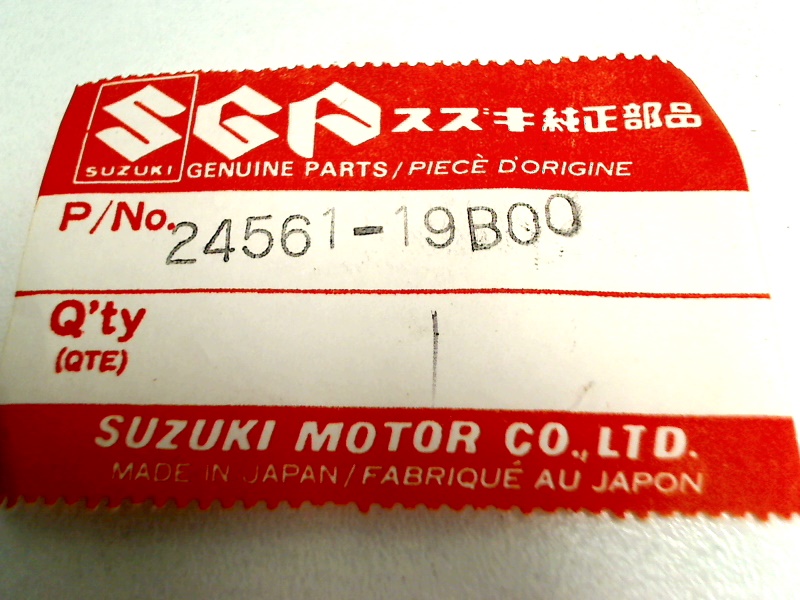 SGP スズキ純正部品
SUZUKI GENUINE PARTS/PIECÈ D'ORIGINE
P/No. 24561-19B00
Q'ty 1
(QTE)
SUZUKI MOTOR CO., LTD.
MADE IN JAPAN/FABRIQUÉ AU JAPON